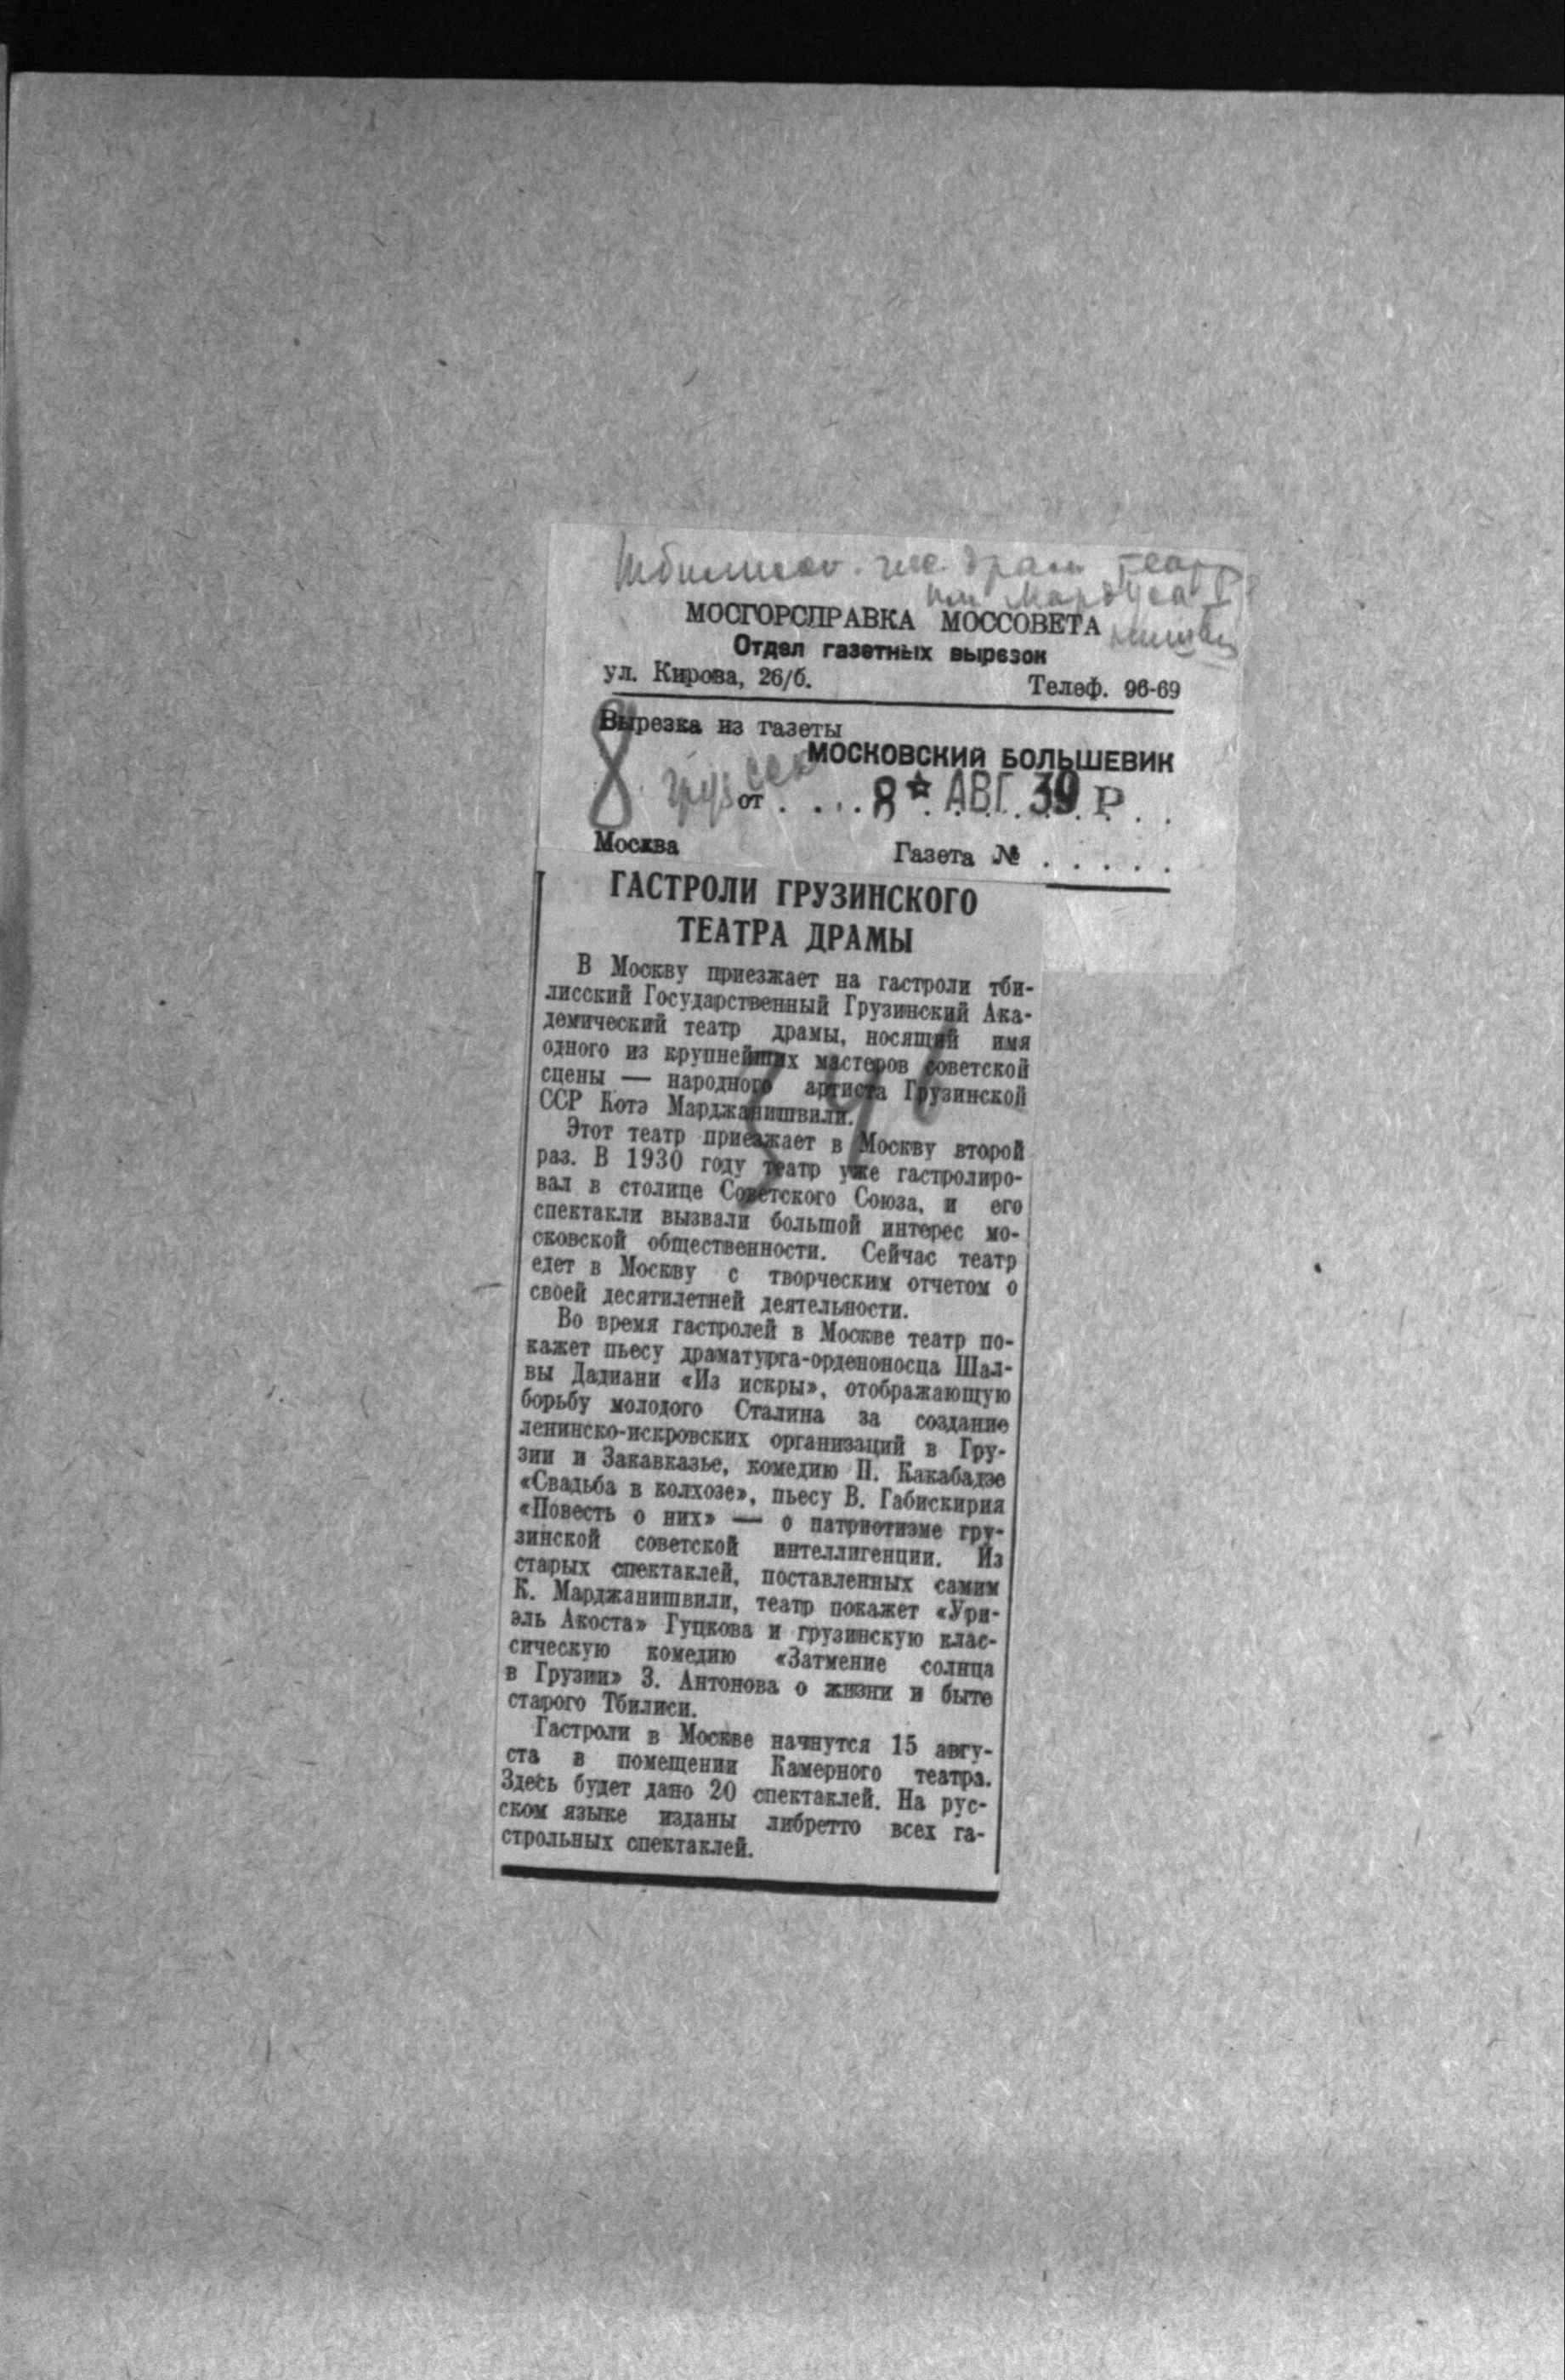 МОСГОРСПРАВКА МОССОВЕТА
Отдел газетных вырезок
ул. Кирова, 26/б. Телеф. 96-69
Вырезка из газеты
МОСКОВСКИЙ БОЛЬШЕВИК
8
от . . . . 8 ☆ АВГ. 39 Р . .
Москва Газета № . . . . .
ГАСТРОЛИ ГРУЗИНСКОГО
ТЕАТРА ДРАМЫ
В Москву приезжает на гастроли тби-
лисский Государственный Грузинский Ака-
демический театр драмы, носящий имя
одного из крупнейших мастеров советской
сцены — народного артиста Грузинской
ССР Котэ Марджанишвили.
Этот театр приезжает в Москву второй
раз. В 1930 году театр уже гастролиро-
вал в столице Советского Союза, и его
спектакли вызвали большой интерес мо-
сковской общественности. Сейчас театр
едет в Москву с творческим отчетом о
своей десятилетней деятельности.
Во время гастролей в Москве театр по-
кажет пьесу драматурга-орденоносца Шал-
вы Дадиани «Из искры», отображающую
борьбу молодого Сталина за создание
ленинско-искровских организаций в Гру-
зии и Закавказье, комедию П. Какабадзе
«Свадьба в колхозе», пьесу В. Габискирия
«Повесть о них» — о патриотизме гру-
зинской советской интеллигенции. Из
старых спектаклей, поставленных самим
К. Марджанишвили, театр покажет «Ури-
эль Акоста» Гуцкова и грузинскую клас-
сическую комедию «Затмение солнца
в Грузии» З. Антонова о жизни и быте
старого Тбилиси.
Гастроли в Москве начнутся 15 авгу-
ста в помещении Камерного театра.
Здесь будет дано 20 спектаклей. На рус-
ском языке изданы либретто всех га-
строльных спектаклей.